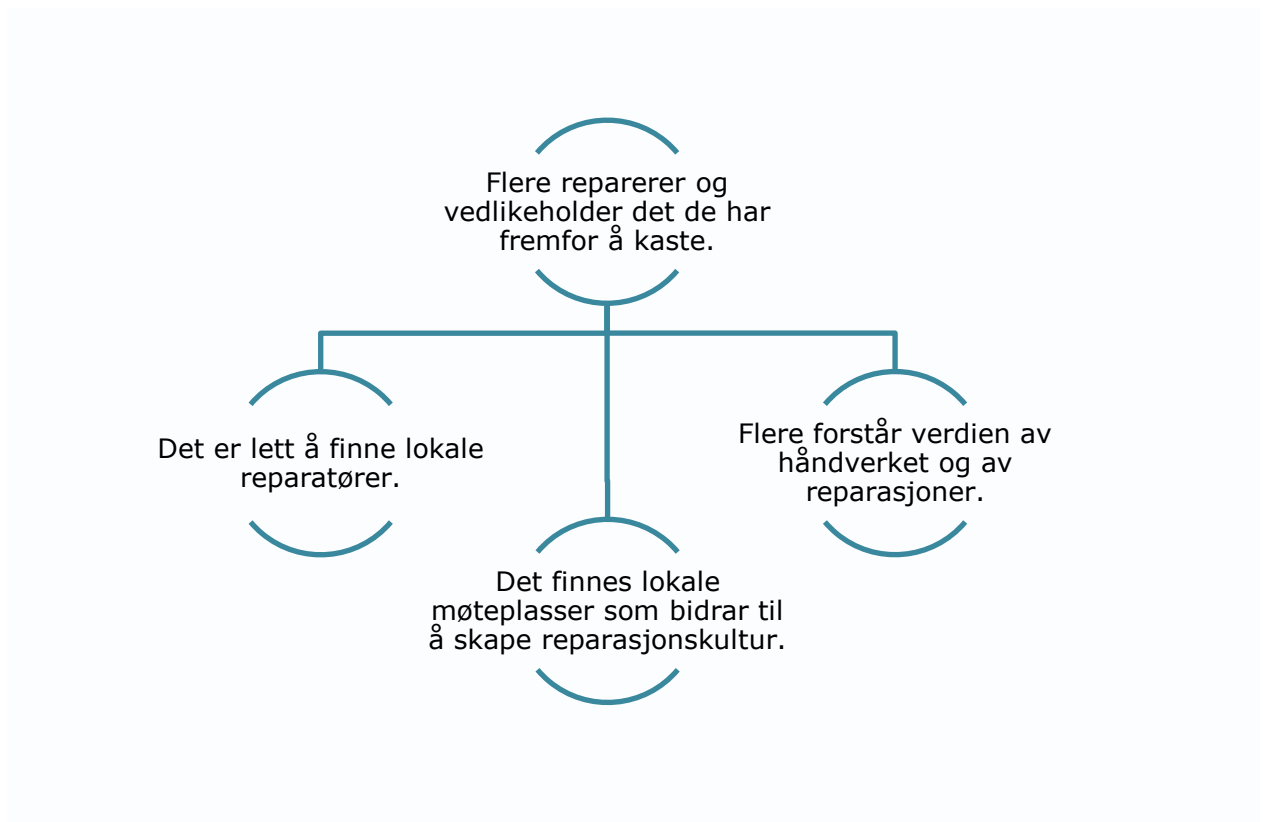 Flere reparerer og
vedlikeholder det de har
fremfor å kaste.
Det er lett å finne lokale
reparatører.
Det finnes lokale
møteplasser som bidrar til
å skape reparasjonskultur.
Flere forstår verdien av
håndverket og av
reparasjoner.